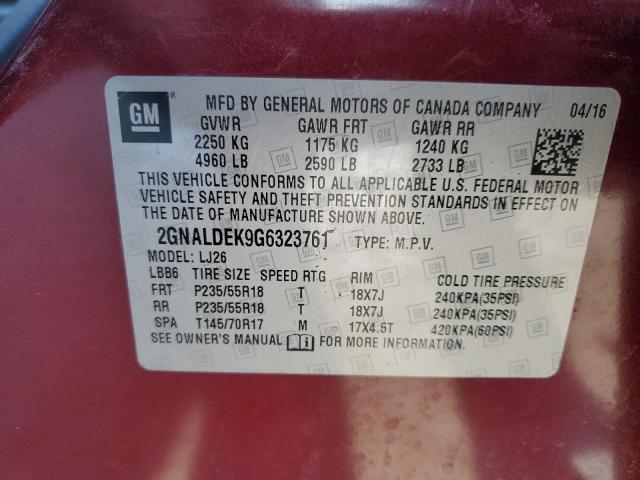 GM
MFD BY GENERAL MOTORS OF CANADA COMPANY 04/16
GVWR GAWR FRT GAWR RR
2250 KG 1175 KG 1240 KG
4960 LB 2590 LB 2733 LB
THIS VEHICLE CONFORMS TO ALL APPLICABLE U.S. FEDERAL MOTOR
VEHICLE SAFETY AND THEFT PREVENTION STANDARDS IN EFFECT ON
THE DATE OF MANUFACTURE SHOWN ABOVE.
2GNALDEK9G6323761 TYPE: M.P.V.
MODEL: LJ26
LBB6 TIRE SIZE SPEED RTG RIM COLD TIRE PRESSURE
FRT P235/55R18 T 18X7J 240KPA(35PSI)
RR P235/55R18 T 18X7J 240KPA(35PSI)
SPA T145/70R17 M 17X4.5T 420KPA(60PSI)
SEE OWNER'S MANUAL FOR MORE INFORMATION.